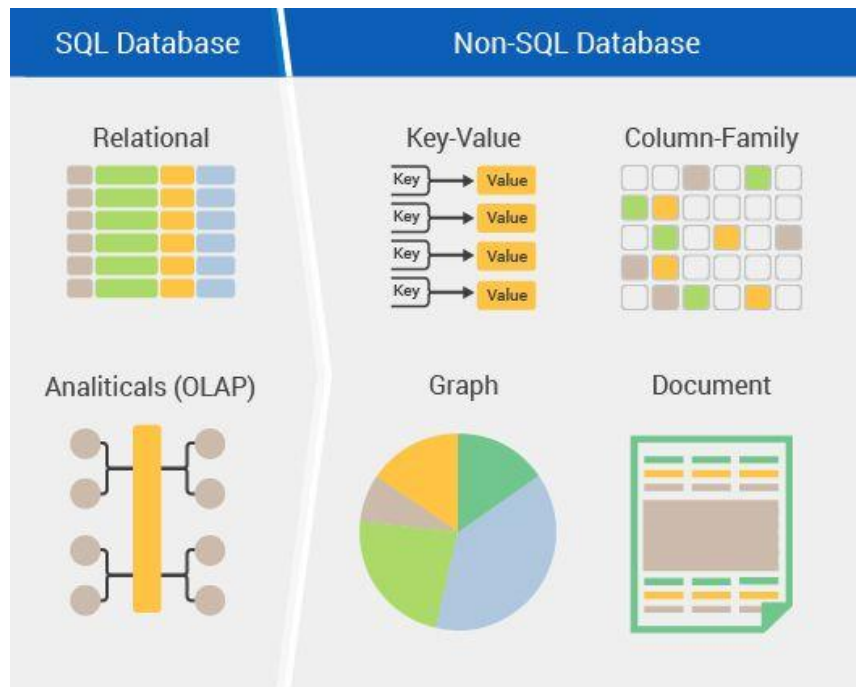 SQL Database
Non-SQL Database
Relational
Key-Value
Column-Family
Key
Value
Key
Value
Key
Value
Key
Value
Analiticals (OLAP)
Graph
Document